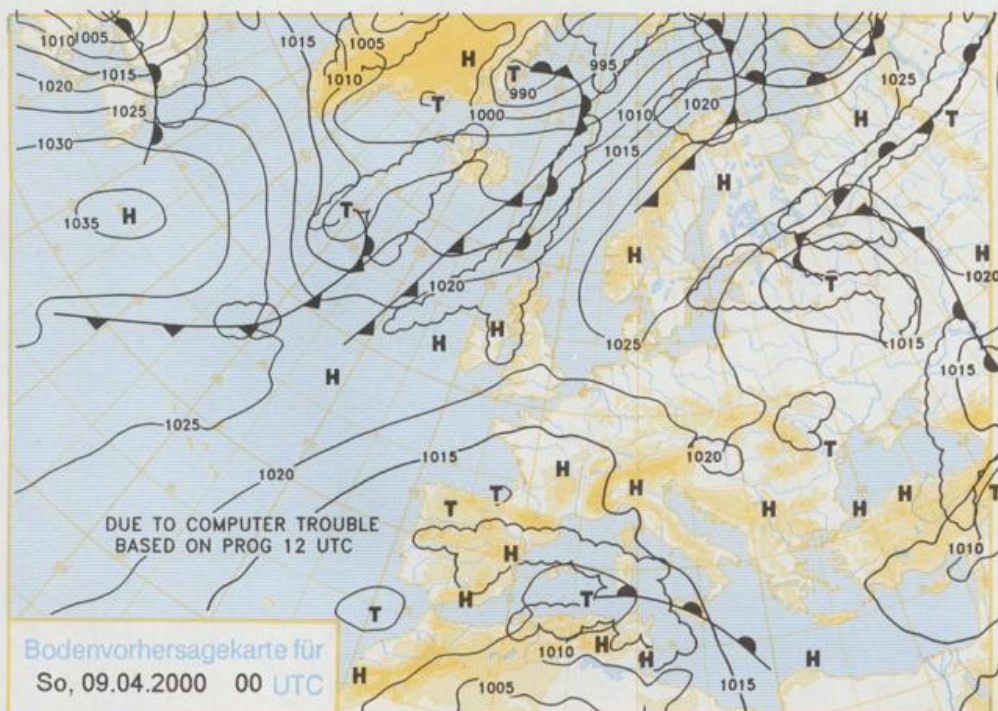 1010
1005
1015
1020
1025
1030
1035
H
1015
1005
1010
H
T
T
990
1000
995
1010
1015
1020
1025
H
T
T
H
H
H
1020
T
1015
1015
1020
H
H
H
1025
1025
1020
1015
1020
T
H
H
H
H
H
T
T
T
H
DUE TO COMPUTER TROUBLE
BASED ON PROG 12 UTC
1010
T
H
T
H
H
H
1010
1005
1015
H
Bodenvorhersagekarte für
So, 09.04.2000 00 UTC